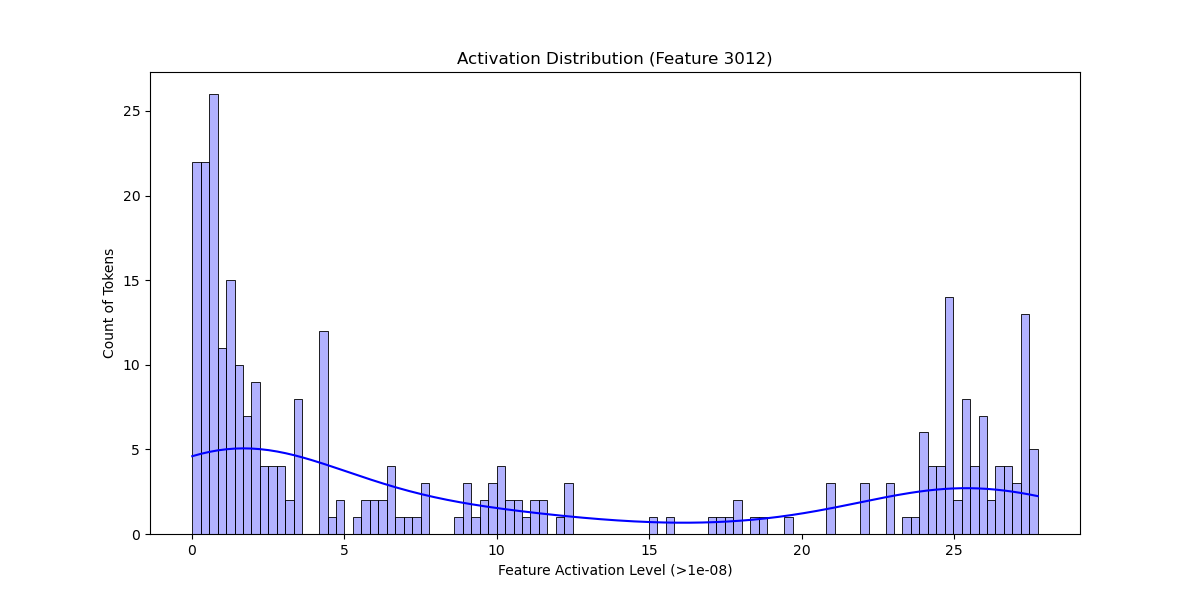 Activation Distribution (Feature 3012)
Count of Tokens
25
20
15
10
5
0
0 5 10 15 20 25
Feature Activation Level (>1e-08)